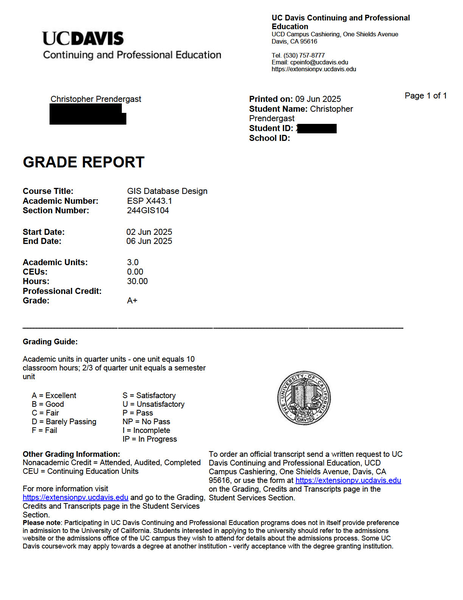 UC Davis Continuing and Professional
Education
UCD Campus Cashiering, One Shields Avenue
Davis, CA 95616
Tel. (530) 757-8777
Email: cpeinfo@ucdavis.edu
https://extensionpv.ucdavis.edu
UCDAVIS
Continuing and Professional Education
Page 1 of 1
Christopher Prendergast
Printed on: 09 Jun 2025
Student Name: Christopher
Prendergast
Student ID:
School ID:
GRADE REPORT
Course Title: GIS Database Design
Academic Number: ESP X443.1
Section Number: 244GIS104
Start Date: 02 Jun 2025
End Date: 06 Jun 2025
Academic Units: 3.0
CEUs: 0.00
Hours: 30.00
Professional Credit:
Grade: A+
Grading Guide:
Academic units in quarter units - one unit equals 10
classroom hours; 2/3 of quarter unit equals a semester
unit
A = Excellent S = Satisfactory
B = Good U = Unsatisfactory
C = Fair P = Pass
D = Barely Passing NP = No Pass
F = Fail I = Incomplete
IP = In Progress
Other Grading Information:
Nonacademic Credit = Attended, Audited, Completed
CEU = Continuing Education Units
For more information visit
https://extensionpv.ucdavis.edu and go to the Grading,
Credits and Transcripts page in the Student Services
Section.
To order an official transcript send a written request to UC
Davis Continuing and Professional Education, UCD
Campus Cashiering, One Shields Avenue, Davis, CA
95616, or use the form at https://extensionpv.ucdavis.edu
on the Grading, Credits and Transcripts page in the
Student Services Section.
Please note: Participating in UC Davis Continuing and Professional Education programs does not in itself provide preference
in admission to the University of California. Students intending to applying to the university should refer to the admissions
website or the admissions office of the UC campus they wish to attend for details about the admissions process. Some UC
Davis coursework may apply towards a degree at another institution - verify acceptance with the degree granting institution.